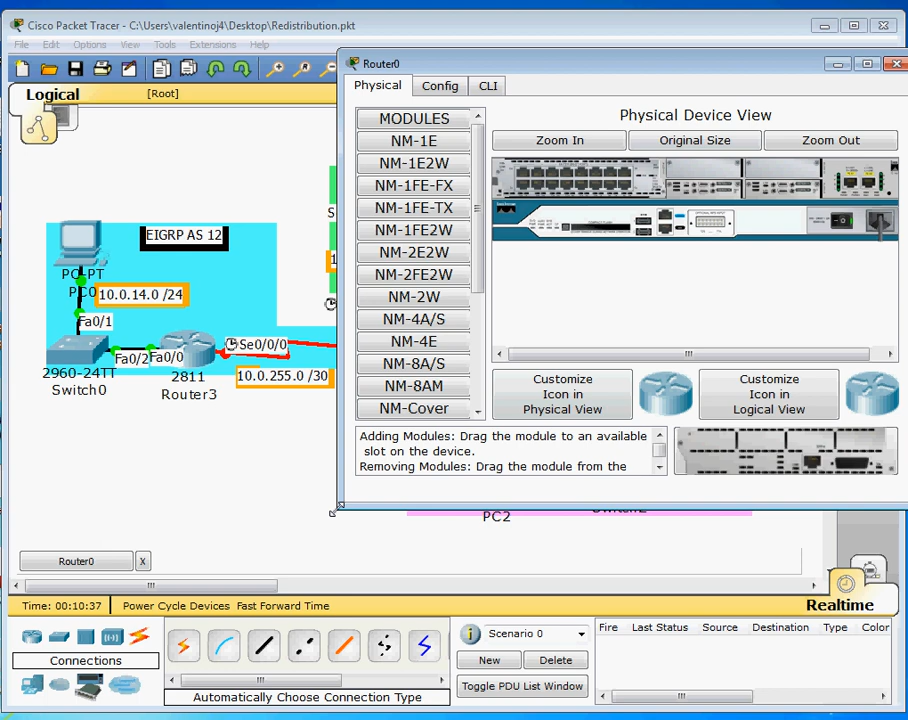 Cisco Packet Tracer - C:\Users\valentinoj4\Desktop\Redistribution.pkt
File Edit Options View Tools Extensions Help
Logical
[Root]
EIGRP AS 12
PC-PT
PC0
10.0.14.0 /24
Fa0/1
Fa0/2
Fa0/0
Se0/0/0
2960-24TT
Switch0
2811
Router3
10.0.255.0 /30
S
1
Router0
Physical Config CLI
MODULES
NM-1E
NM-1E2W
NM-1FE-FX
NM-1FE-TX
NM-1FE2W
NM-2E2W
NM-2FE2W
NM-2W
NM-4A/S
NM-4E
NM-8A/S
NM-8AM
NM-Cover
Physical Device View
Zoom In Original Size Zoom Out
Customize
Icon in
Physical View
Customize
Icon in
Logical View
Adding Modules: Drag the module to an available
slot on the device.
Removing Modules: Drag the module from the
PC2
Router0 X
Time: 00:10:37 Power Cycle Devices Fast Forward Time
Realtime
Connections
Automatically Choose Connection Type
Scenario 0
New Delete
Toggle PDU List Window
Fire Last Status Source Destination Type Color